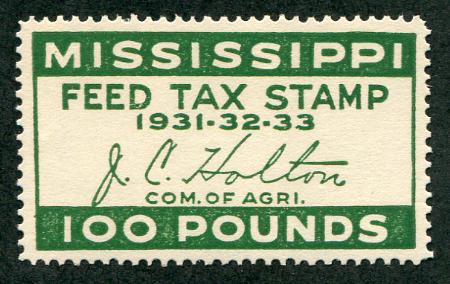 MISSISSIPPI
FEED TAX STAMP
1931-32-33
J. C. Holton
COM. OF AGRI.
100 POUNDS